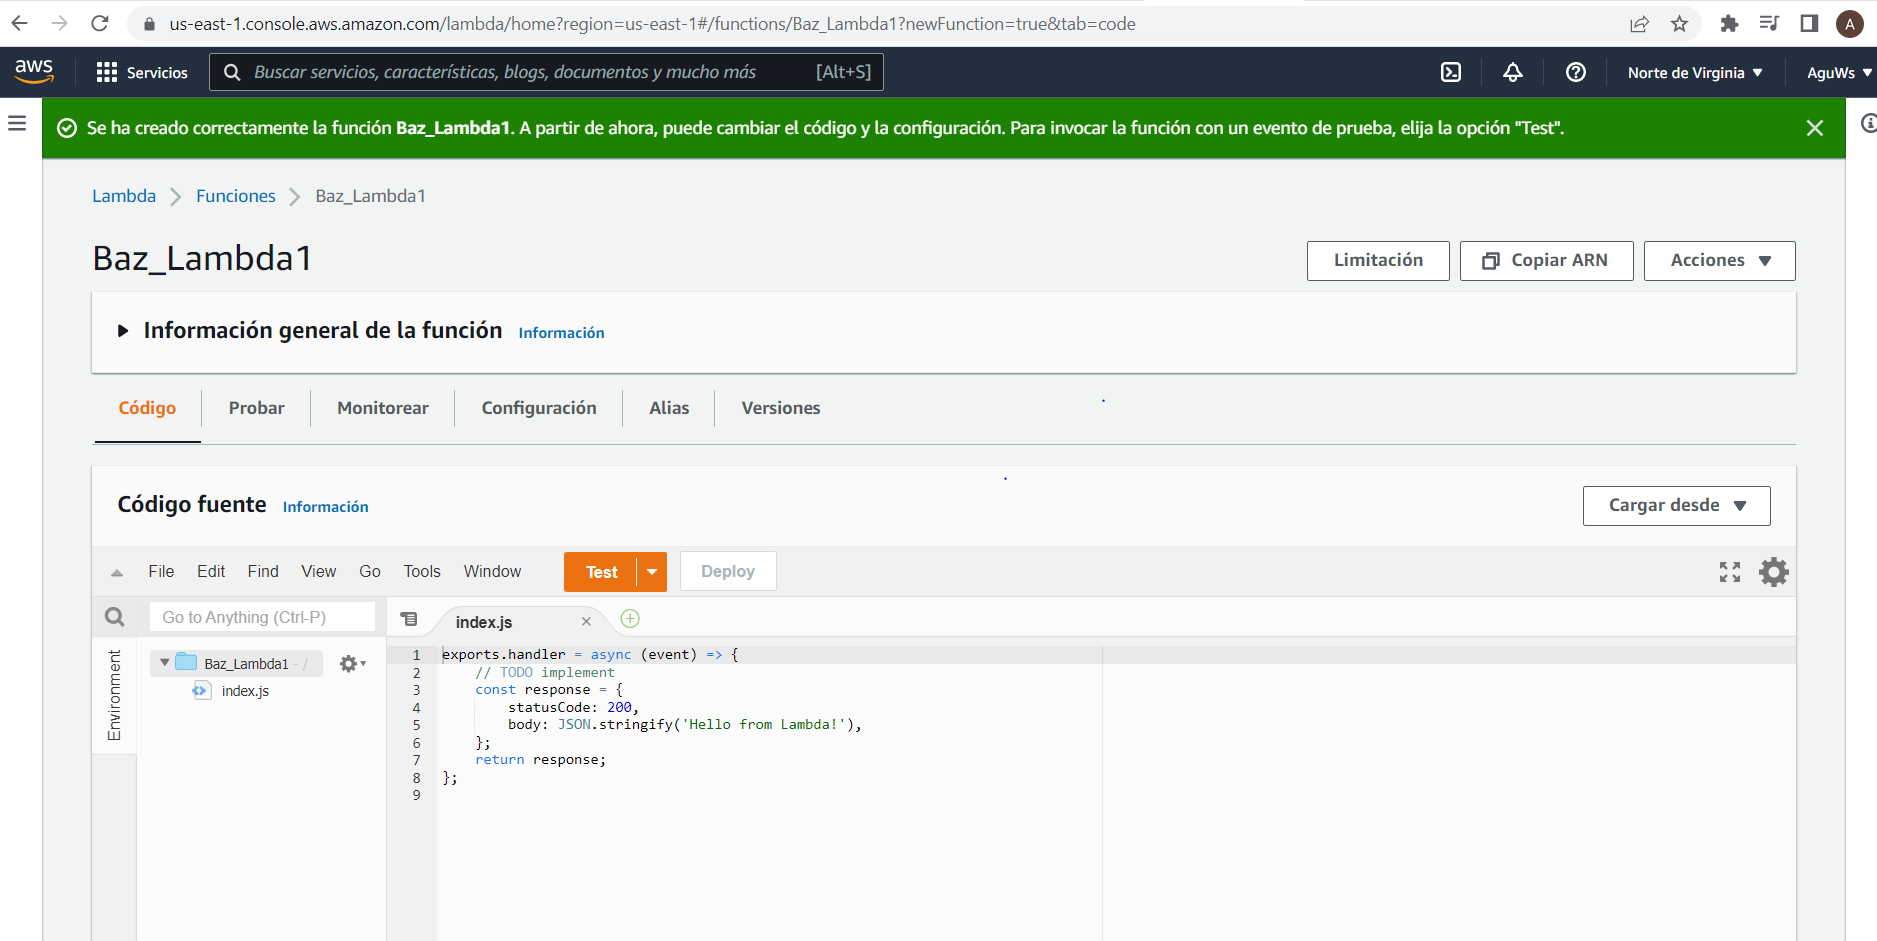 us-east-1.console.aws.amazon.com/lambda/home?region=us-east-1#/functions/Baz_Lambda1?newFunction=true&tab=code
A
aws
Servicios
Buscar servicios, características, blogs, documentos y mucho más [Alt+S]
Norte de Virginia
AguWs
Se ha creado correctamente la función Baz_Lambda1. A partir de ahora, puede cambiar el código y la configuración. Para invocar la función con un evento de prueba, elija la opción "Test".
Lambda Funciones Baz_Lambda1
Baz_Lambda1
Limitación
Copiar ARN
Acciones
Información general de la función Información
Código Probar Monitorear Configuración Alias Versiones
Código fuente Información
Cargar desde
File Edit Find View Go Tools Window
Test
Deploy
Go to Anything (Ctrl-P)
index.js
Environment
Baz_Lambda1 - /
index.js
1 exports.handler = async (event) => {
2 // TODO implement
3 const response = {
4 statusCode: 200,
5 body: JSON.stringify('Hello from Lambda!'),
6 };
7 return response;
8 };
9